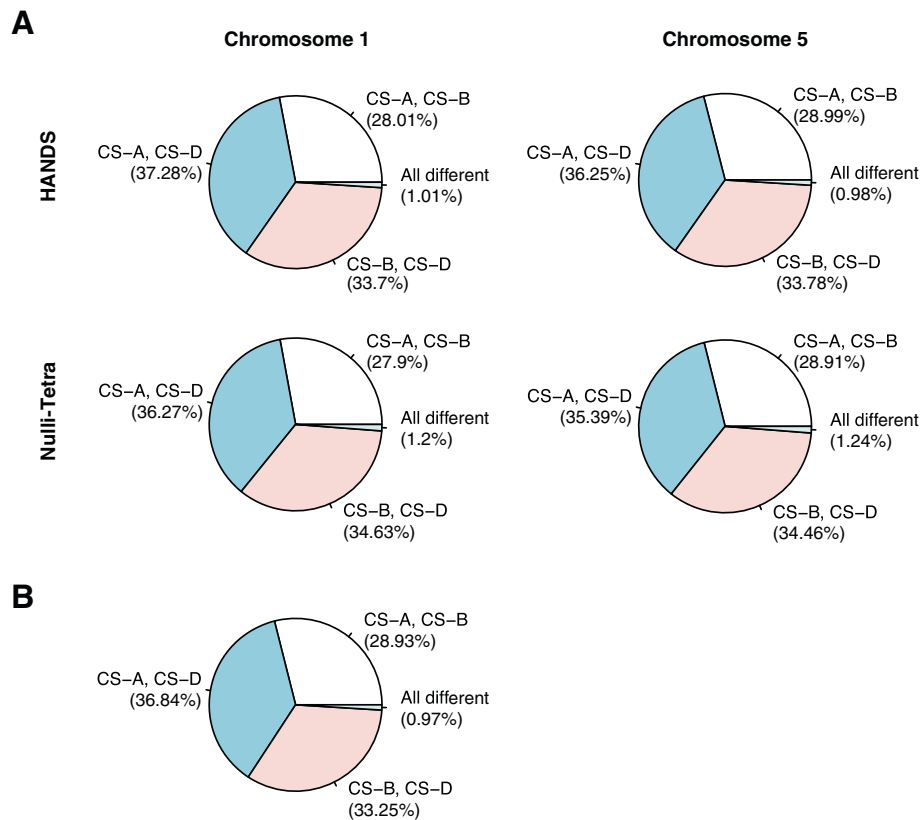 A
Chromosome 1
Chromosome 5
HANDS
CS−A, CS−B
(28.01%)
CS−A, CS−D
(37.28%)
All different
(1.01%)
CS−B, CS−D
(33.7%)
CS−A, CS−B
(28.99%)
CS−A, CS−D
(36.25%)
All different
(0.98%)
CS−B, CS−D
(33.78%)
Nulli-Tetra
CS−A, CS−B
(27.9%)
CS−A, CS−D
(36.27%)
All different
(1.2%)
CS−B, CS−D
(34.63%)
CS−A, CS−B
(28.91%)
CS−A, CS−D
(35.39%)
All different
(1.24%)
CS−B, CS−D
(34.46%)
B
CS−A, CS−B
(28.93%)
CS−A, CS−D
(36.84%)
All different
(0.97%)
CS−B, CS−D
(33.25%)